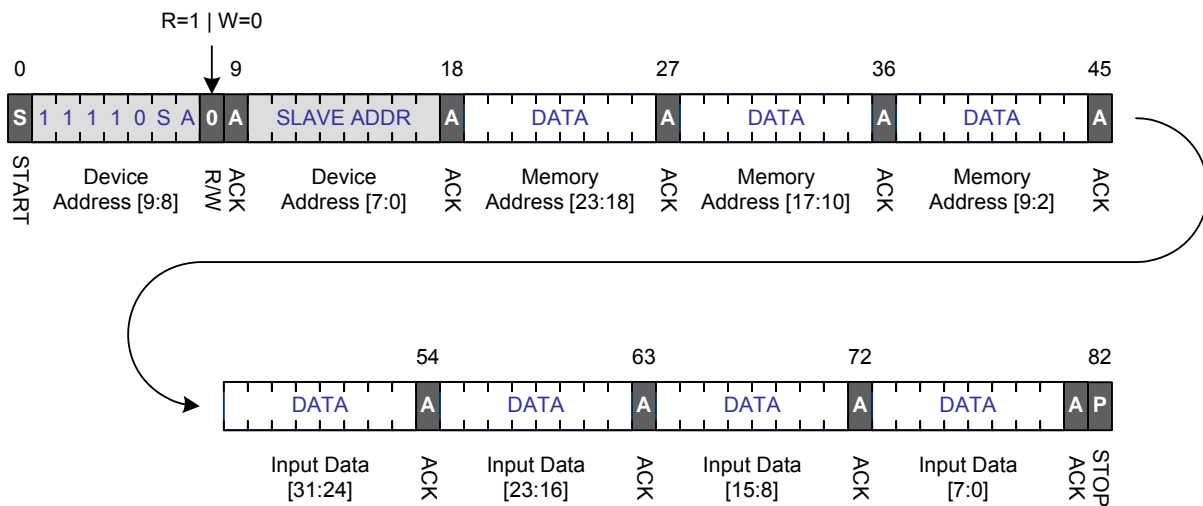 R=1 | W=0
0 9 18 27 36 45
S 1 1 1 1 0 S A 0 A SLAVE ADDR A DATA A DATA A DATA A
START Device Address [9:8] R/W ACK Device Address [7:0] ACK Memory Address [23:18] ACK Memory Address [17:10] ACK Memory Address [9:2] ACK
54 63 72 82
DATA A DATA A DATA A DATA A P
Input Data [31:24] ACK Input Data [23:16] ACK Input Data [15:8] ACK Input Data [7:0] ACK STOP